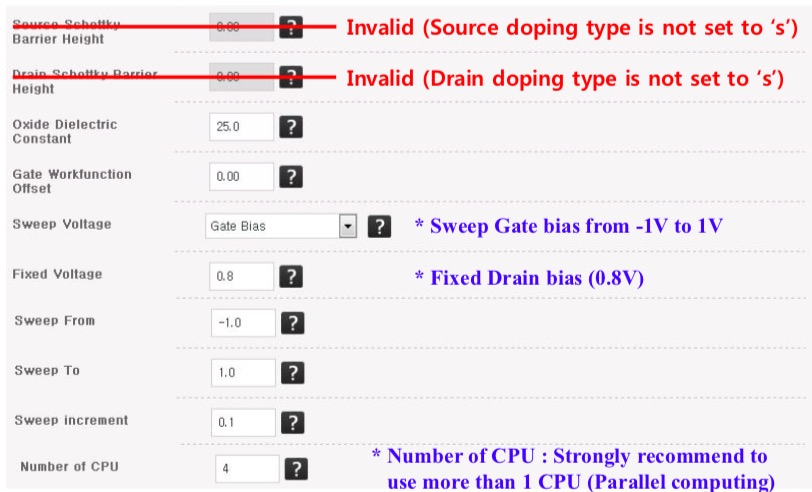 Source Schottky
Barrier Height
0.00
?
Invalid (Source doping type is not set to ‘s’)
Drain Schottky Barrier
Height
0.00
?
Invalid (Drain doping type is not set to ‘s’)
Oxide Dielectric
Constant
25.0
?
Gate Workfunction
Offset
0.00
?
Sweep Voltage
Gate Bias
?
* Sweep Gate bias from -1V to 1V
Fixed Voltage
0.8
?
* Fixed Drain bias (0.8V)
Sweep From
-1.0
?
Sweep To
1.0
?
Sweep increment
0.1
?
Number of CPU
4
?
* Number of CPU : Strongly recommend to
use more than 1 CPU (Parallel computing)